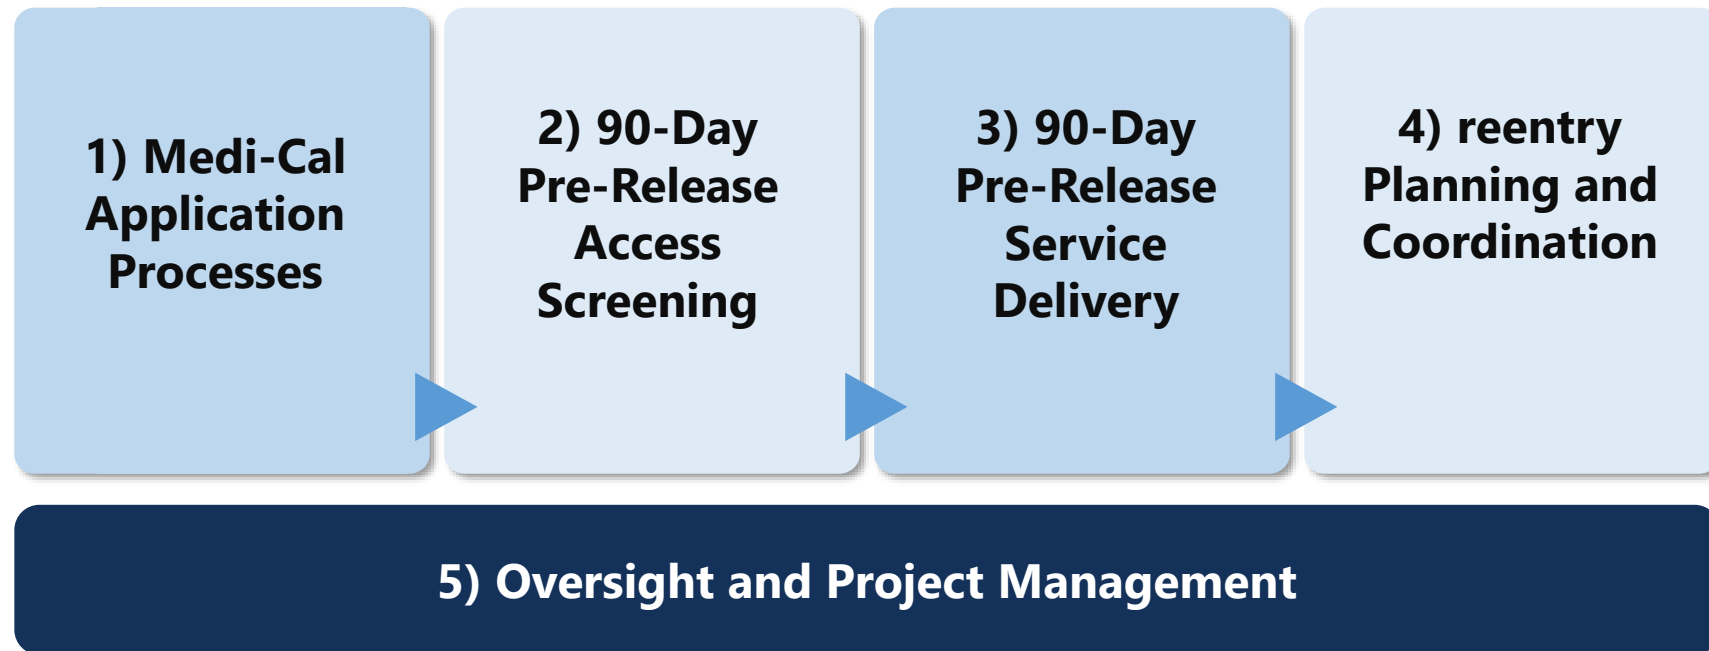 1) Medi-Cal
Application
Processes
2) 90-Day
Pre-Release
Access
Screening
3) 90-Day
Pre-Release
Service
Delivery
4) reentry
Planning and
Coordination
5) Oversight and Project Management